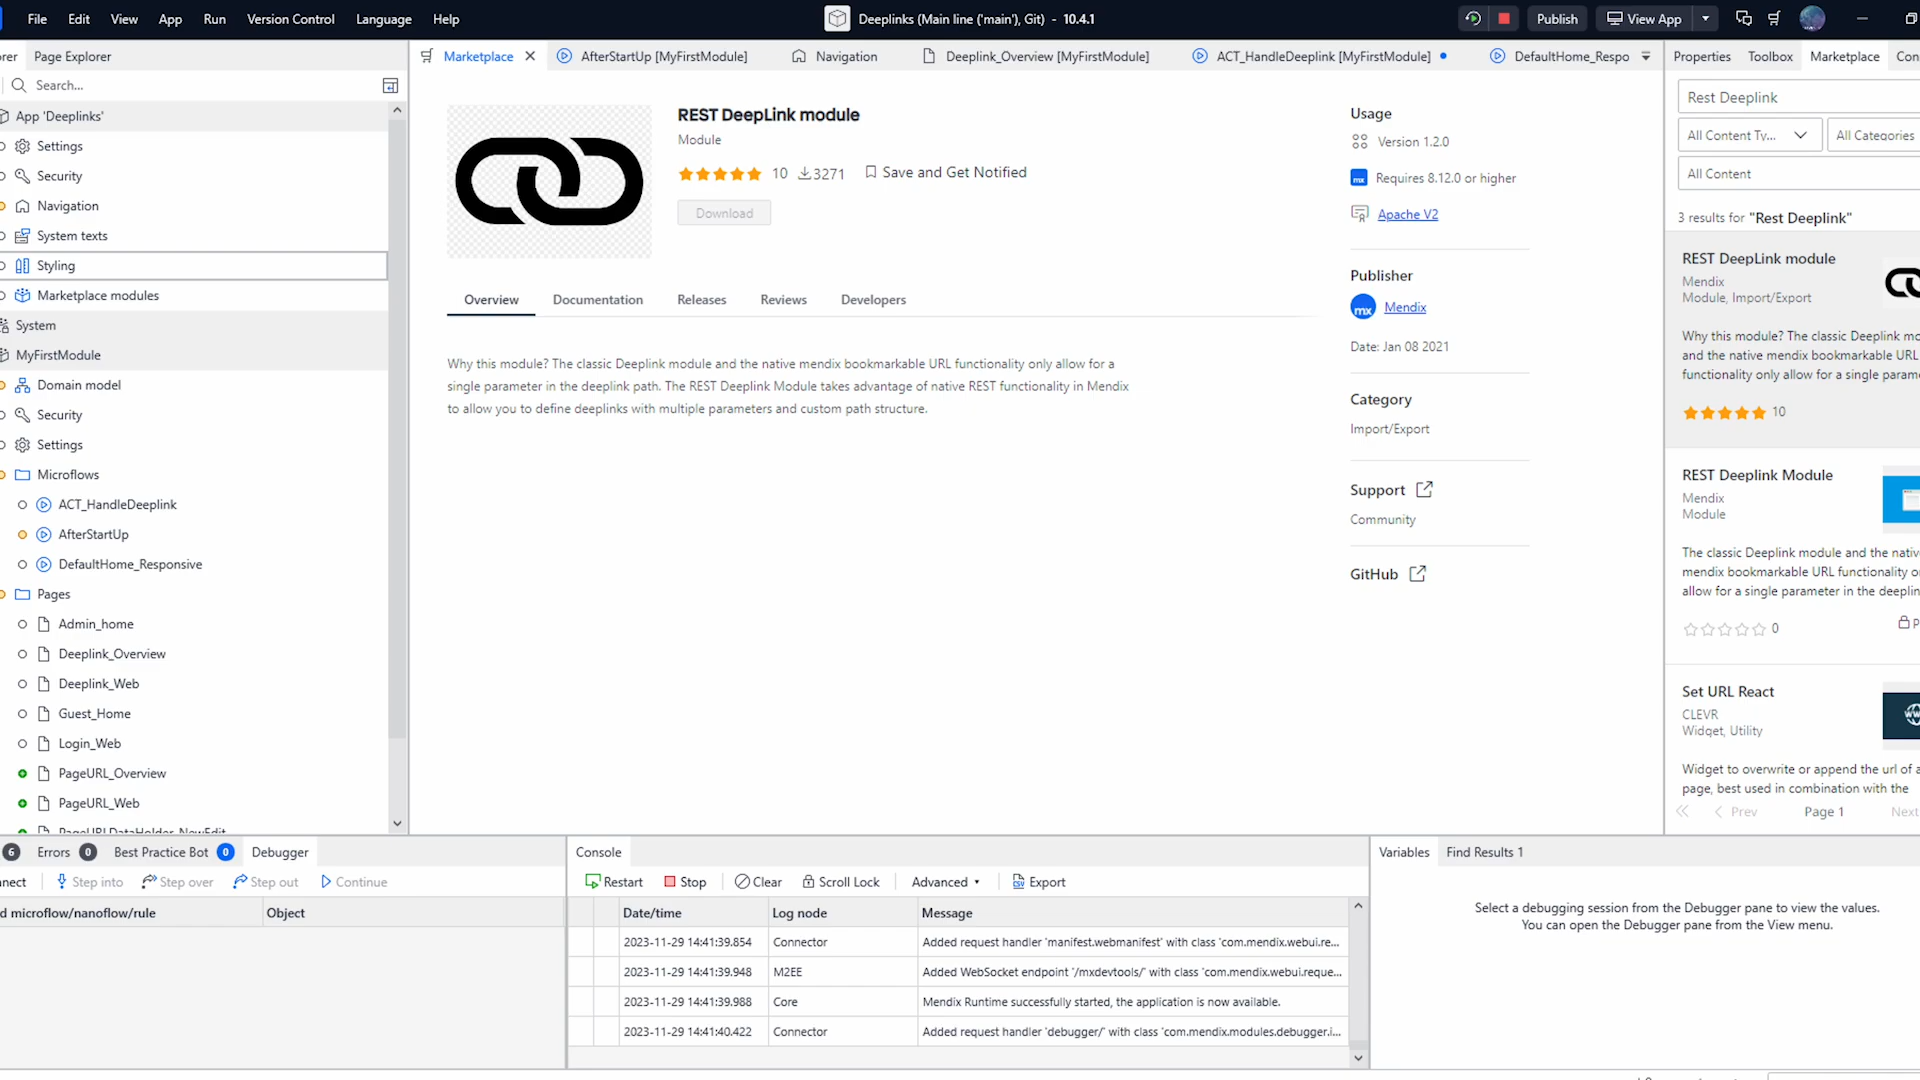 File Edit View App Run Version Control Language Help
Deeplinks (Main line ('main'), Git) - 10.4.1
Publish View App
Page Explorer
Marketplace AfterStartUp [MyFirstModule] Navigation Deeplink_Overview [MyFirstModule] ACT_HandleDeeplink [MyFirstModule] DefaultHome_Respo
Properties Toolbox Marketplace Con
Search...
App 'Deeplinks'
Settings
Security
Navigation
System texts
Styling
Marketplace modules
System
MyFirstModule
Domain model
Security
Settings
Microflows
ACT_HandleDeeplink
AfterStartUp
DefaultHome_Responsive
Pages
Admin_home
Deeplink_Overview
Deeplink_Web
Guest_Home
Login_Web
PageURL_Overview
PageURL_Web
PageURLDataHolder_NewEdit
REST DeepLink module
Module
10 3271 Save and Get Notified
Download
Overview Documentation Releases Reviews Developers
Why this module? The classic Deeplink module and the native mendix bookmarkable URL functionality only allow for a
single parameter in the deeplink path. The REST Deeplink Module takes advantage of native REST functionality in Mendix
to allow you to define deeplinks with multiple parameters and custom path structure.
Usage
Version 1.2.0
mx Requires 8.12.0 or higher
Apache V2
Publisher
mx Mendix
Date: Jan 08 2021
Category
Import/Export
Support
Community
GitHub
Rest Deeplink
All Content Ty... All Categories
All Content
3 results for "Rest Deeplink"
REST DeepLink module
Mendix
Module, Import/Export
Why this module? The classic Deeplink mo
and the native mendix bookmarkable URL
functionality only allow for a single parame
10
REST Deeplink Module
Mendix
Module
The classic Deeplink module and the nativ
mendix bookmarkable URL functionality o
allow for a single parameter in the deeplin
0 P
Set URL React
CLEVR
Widget, Utility
Widget to overwrite or append the url of a
page, best used in combination with the
Prev Page 1 Next
6 Errors 0 Best Practice Bot 0 Debugger
nect Step into Step over Step out Continue
d microflow/nanoflow/rule Object
Console
Restart Stop Clear Scroll Lock Advanced Export
Date/time Log node Message
2023-11-29 14:41:39.854 Connector Added request handler 'manifest.webmanifest' with class 'com.mendix.webui.re...
2023-11-29 14:41:39.948 M2EE Added WebSocket endpoint '/mxdevtools/' with class 'com.mendix.webui.reque...
2023-11-29 14:41:39.988 Core Mendix Runtime successfully started, the application is now available.
2023-11-29 14:41:40.422 Connector Added request handler 'debugger/' with class 'com.mendix.modules.debugger.i...
Variables Find Results 1
Select a debugging session from the Debugger pane to view the values.
You can open the Debugger pane from the View menu.